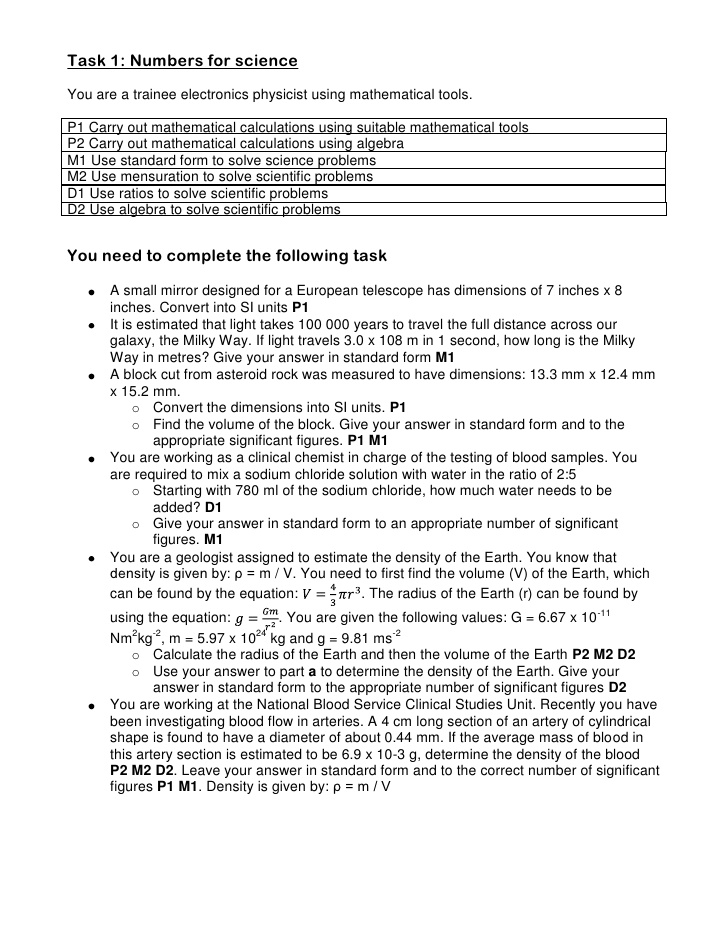 Task 1: Numbers for science
You are a trainee electronics physicist using mathematical tools.
P1 Carry out mathematical calculations using suitable mathematical tools
P2 Carry out mathematical calculations using algebra
M1 Use standard form to solve science problems
M2 Use mensuration to solve scientific problems
D1 Use ratios to solve scientific problems
D2 Use algebra to solve scientific problems
You need to complete the following task
• A small mirror designed for a European telescope has dimensions of 7 inches x 8
inches. Convert into SI units P1
• It is estimated that light takes 100 000 years to travel the full distance across our
galaxy, the Milky Way. If light travels 3.0 x 108 m in 1 second, how long is the Milky
Way in metres? Give your answer in standard form M1
• A block cut from asteroid rock was measured to have dimensions: 13.3 mm x 12.4 mm
x 15.2 mm.
○ Convert the dimensions into SI units. P1
○ Find the volume of the block. Give your answer in standard form and to the
appropriate significant figures. P1 M1
• You are working as a clinical chemist in charge of the testing of blood samples. You
are required to mix a sodium chloride solution with water in the ratio of 2:5
○ Starting with 780 ml of the sodium chloride, how much water needs to be
added? D1
○ Give your answer in standard form to an appropriate number of significant
figures. M1
• You are a geologist assigned to estimate the density of the Earth. You know that
density is given by: ρ = m / V. You need to first find the volume (V) of the Earth, which
can be found by the equation: V = 4/3 πr³. The radius of the Earth (r) can be found by
using the equation: g = Gm/r². You are given the following values: G = 6.67 x 10⁻¹¹
Nm²kg⁻², m = 5.97 x 10²⁴ kg and g = 9.81 ms⁻²
○ Calculate the radius of the Earth and then the volume of the Earth P2 M2 D2
○ Use your answer to part a to determine the density of the Earth. Give your
answer in standard form to the appropriate number of significant figures D2
• You are working at the National Blood Service Clinical Studies Unit. Recently you have
been investigating blood flow in arteries. A 4 cm long section of an artery of cylindrical
shape is found to have a diameter of about 0.44 mm. If the average mass of blood in
this artery section is estimated to be 6.9 x 10-3 g, determine the density of the blood
P2 M2 D2. Leave your answer in standard form and to the correct number of significant
figures P1 M1. Density is given by: ρ = m / V